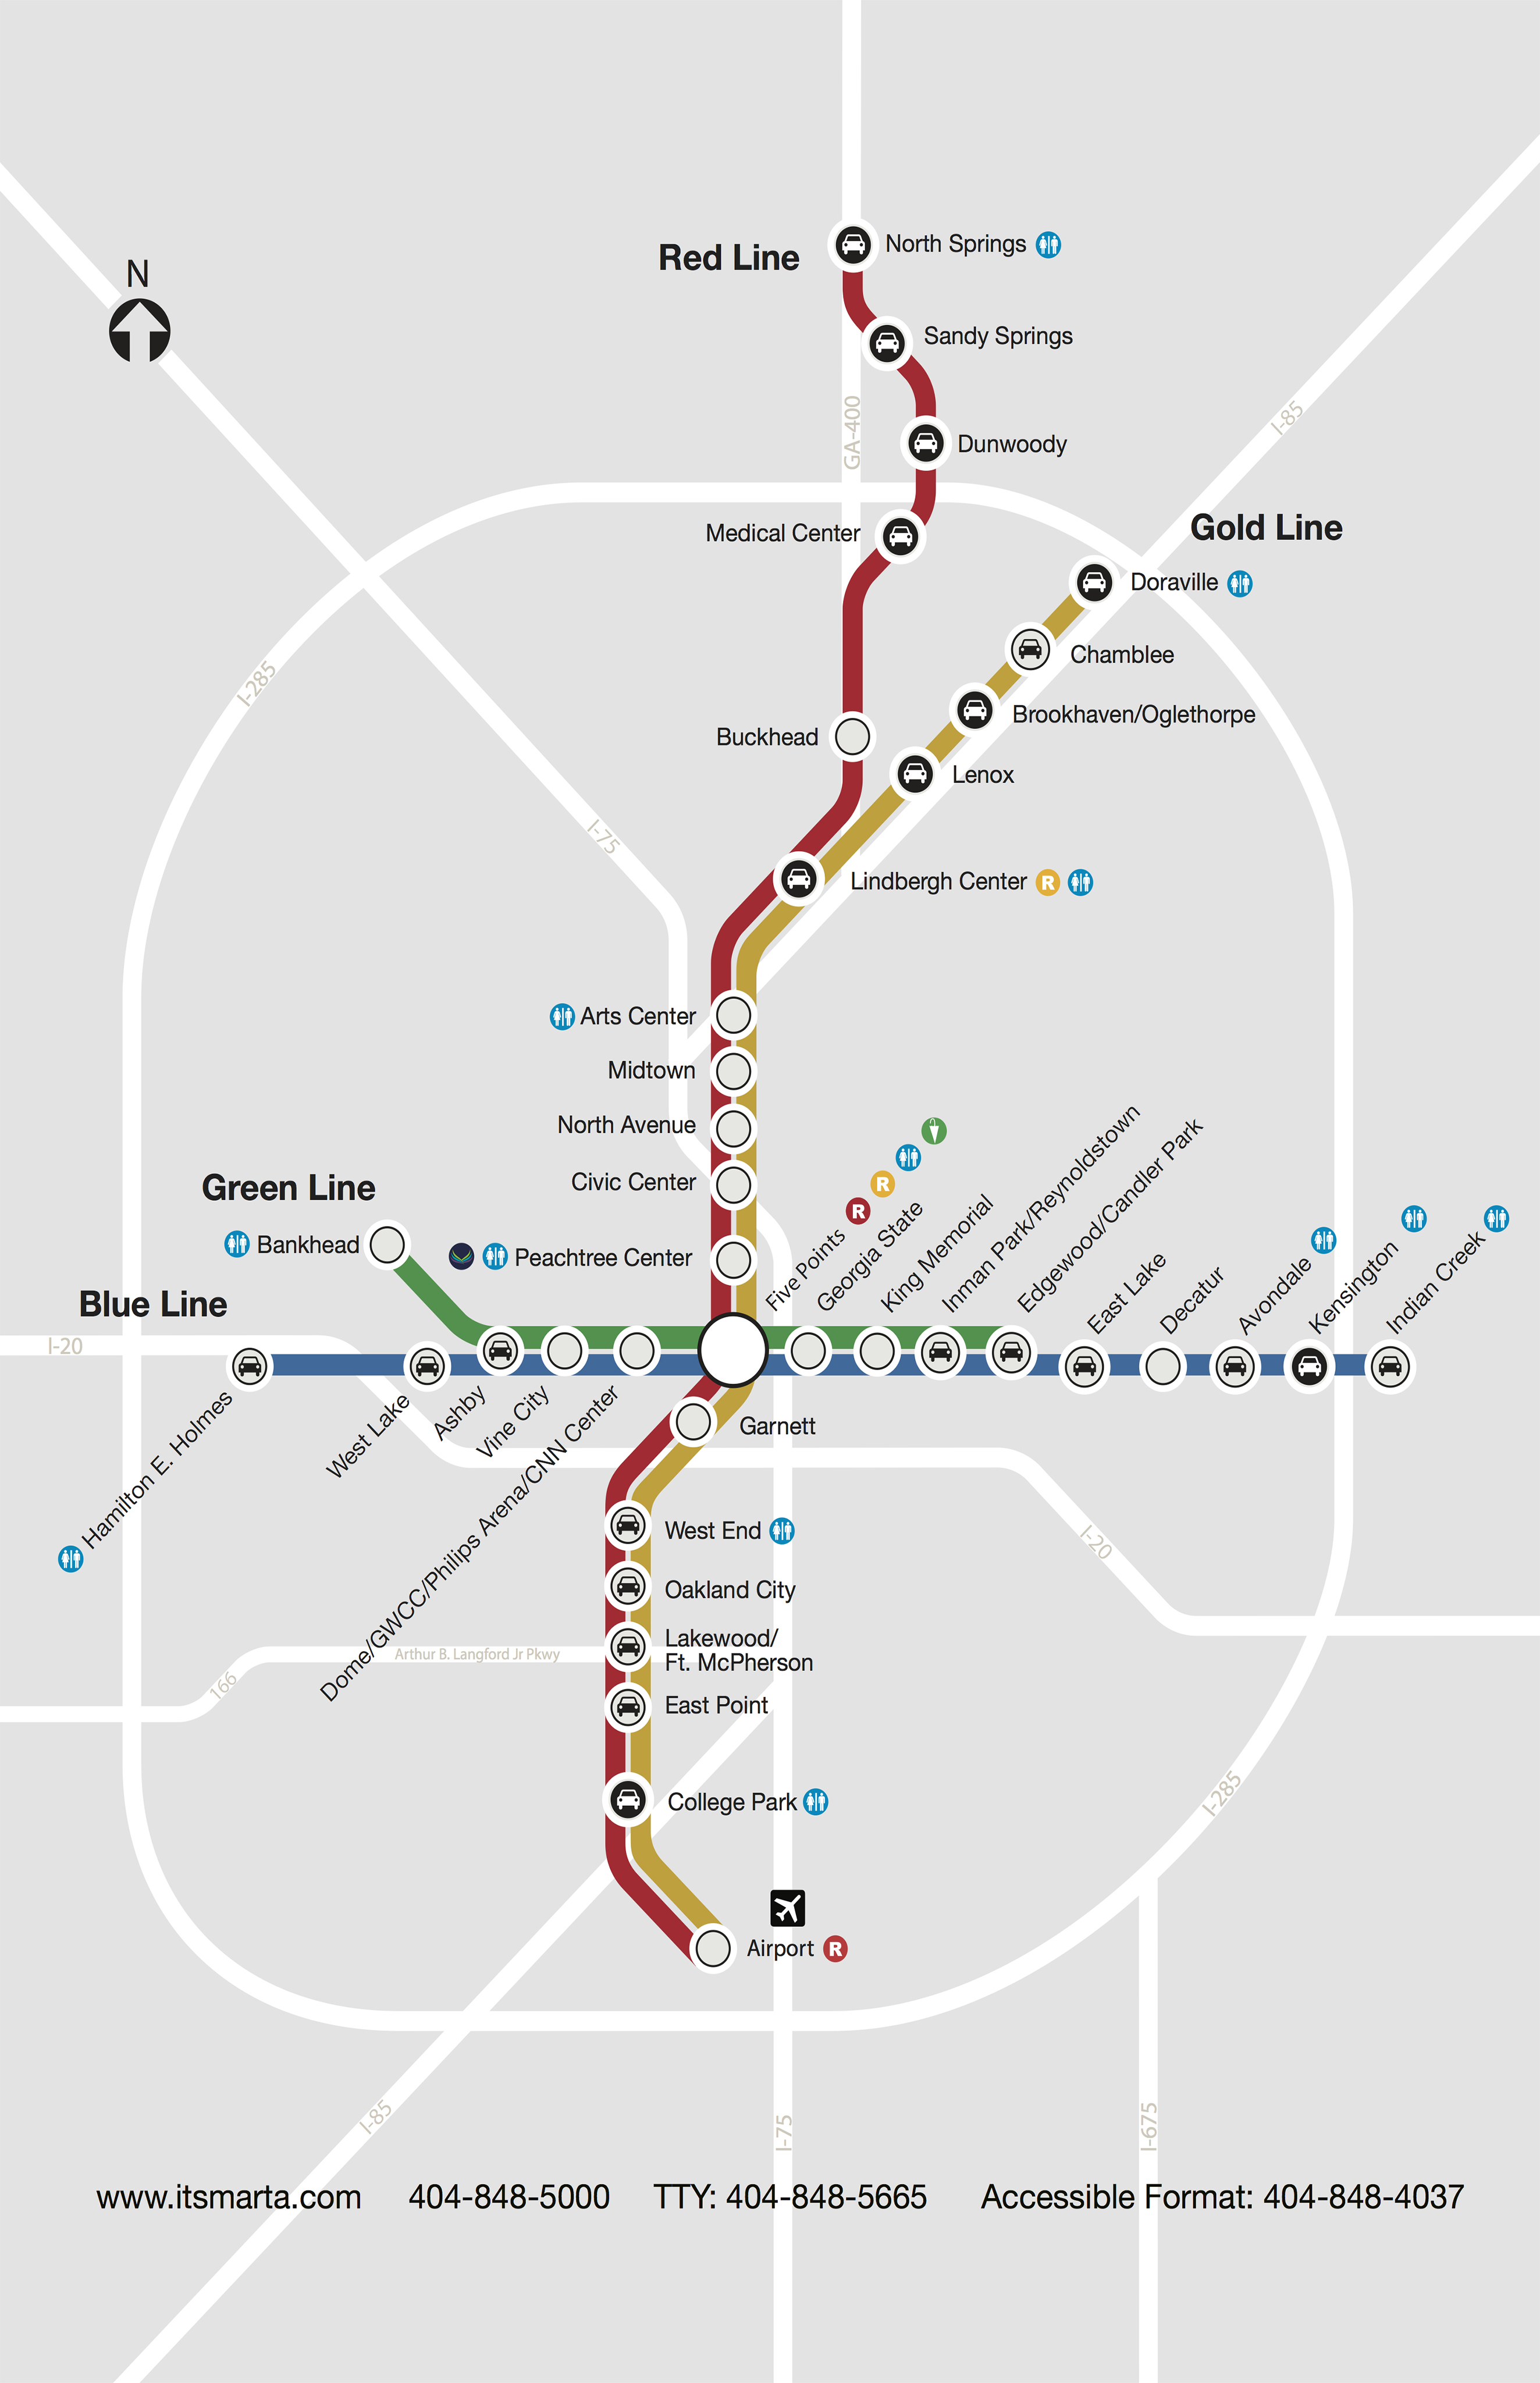 N
Red Line
North Springs
Sandy Springs
GA-400
Dunwoody
I-85
Medical Center
Gold Line
Doraville
Chamblee
I-285
Brookhaven/Oglethorpe
Buckhead
Lenox
I-75
Lindbergh Center R
Arts Center
Midtown
North Avenue
Civic Center
Green Line
Bankhead
Peachtree Center
Five Points R R
Georgia State
King Memorial
Inman Park/Reynoldstown
Edgewood/Candler Park
East Lake
Decatur
Avondale
Kensington
Indian Creek
Blue Line
I-20
Hamilton E. Holmes
West Lake
Ashby
Vine City
Dome/GWCC/Philips Arena/CNN Center
Garnett
West End
I-20
Oakland City
Lakewood/
Ft. McPherson
Arthur B. Langford Jr Pkwy
166
East Point
I-285
College Park
Airport R
I-85
I-75
I-675
www.itsmarta.com 404-848-5000 TTY: 404-848-5665 Accessible Format: 404-848-4037